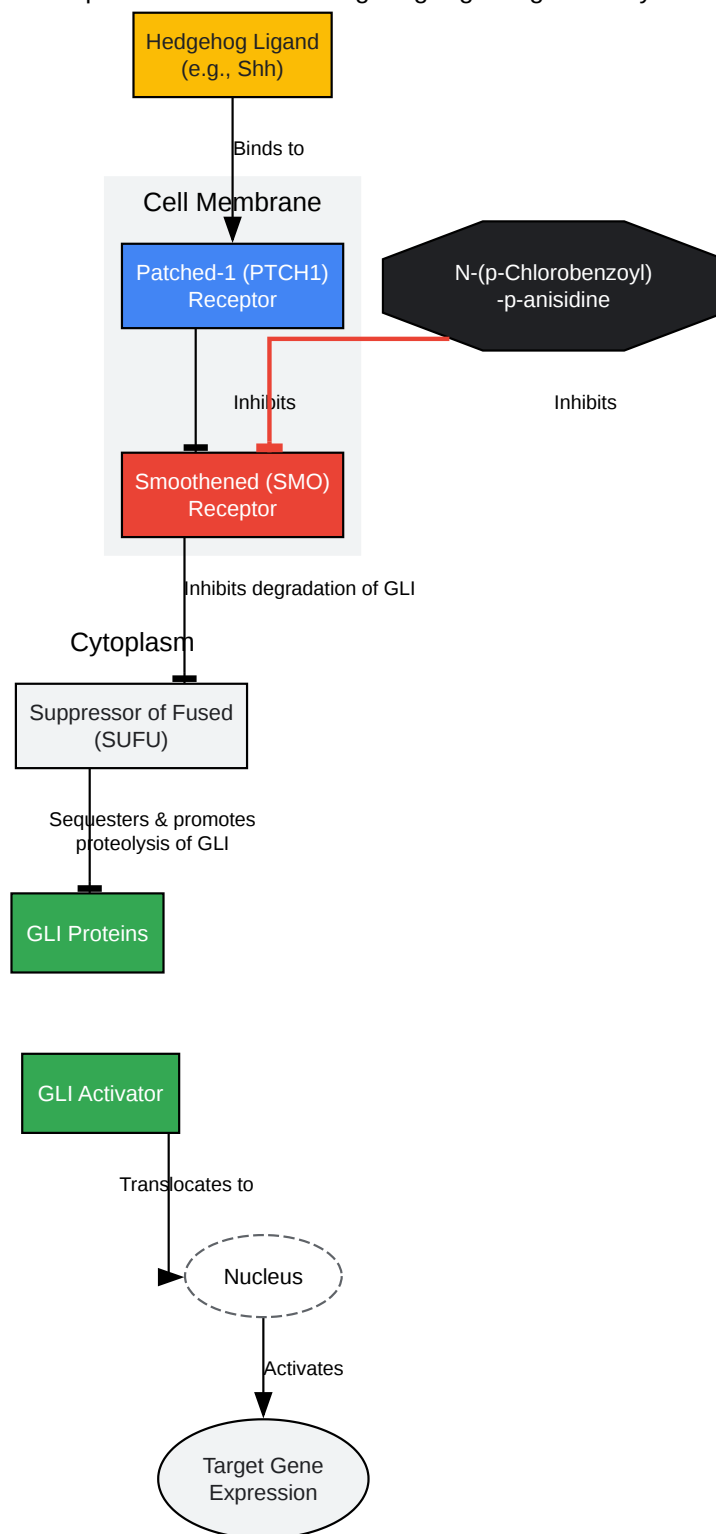 Hedgehog Ligand
(e.g., Shh)
Binds to
Cell Membrane
Patched-1 (PTCH1)
Receptor
N-(p-Chlorobenzoyl)
-p-anisidine
Inhibits
Inhibits
Smoothened (SMO)
Receptor
Inhibits degradation of GLI
Cytoplasm
Suppressor of Fused
(SUFU)
Sequesters & promotes
proteolysis of GLI
GLI Proteins
GLI Activator
Translocates to
Nucleus
Activates
Target Gene
Expression